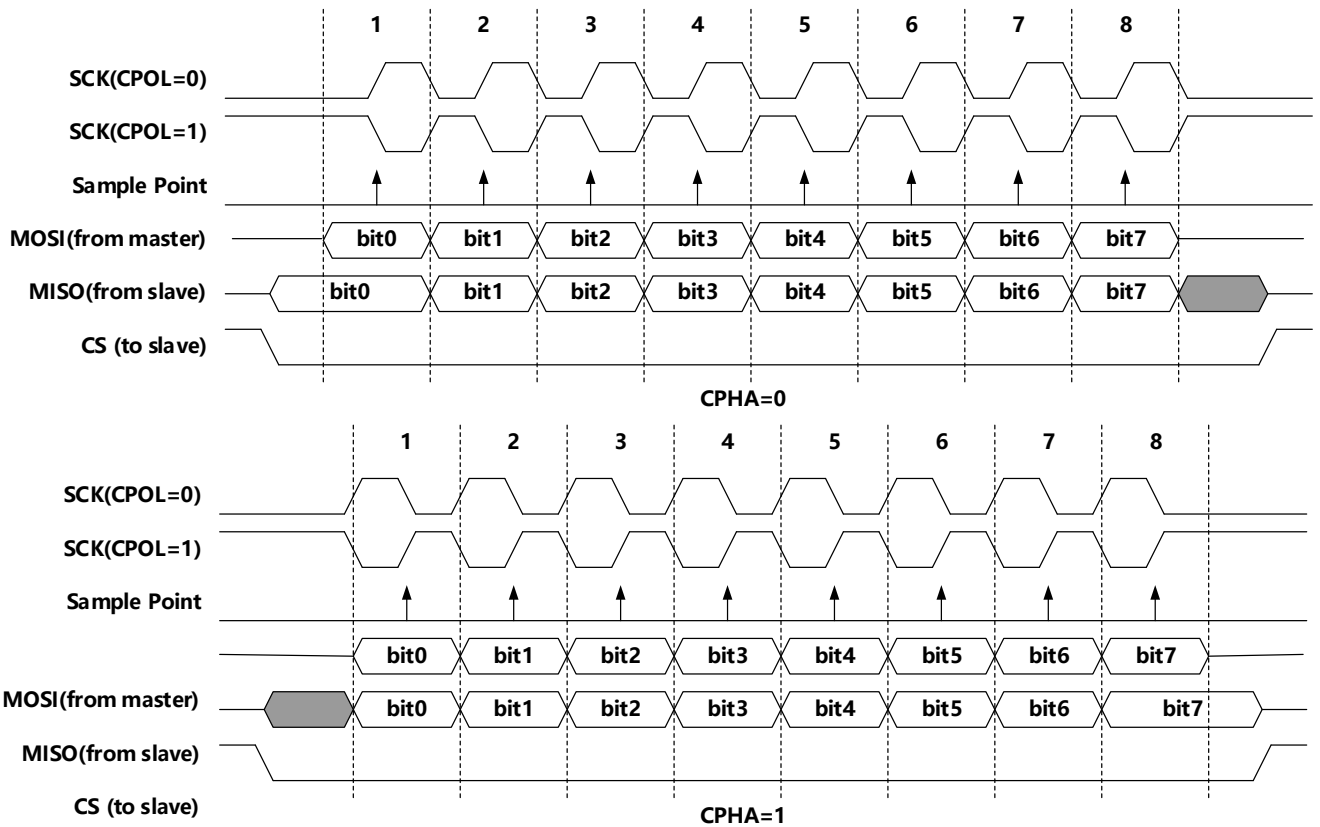 1 2 3 4 5 6 7 8
SCK(CPOL=0)
SCK(CPOL=1)
Sample Point
MOSI(from master) bit0 bit1 bit2 bit3 bit4 bit5 bit6 bit7
MISO(from slave) bit0 bit1 bit2 bit3 bit4 bit5 bit6 bit7
CS (to slave)
CPHA=0
1 2 3 4 5 6 7 8
SCK(CPOL=0)
SCK(CPOL=1)
Sample Point
bit0 bit1 bit2 bit3 bit4 bit5 bit6 bit7
MOSI(from master) bit0 bit1 bit2 bit3 bit4 bit5 bit6 bit7
MISO(from slave)
CS (to slave)
CPHA=1